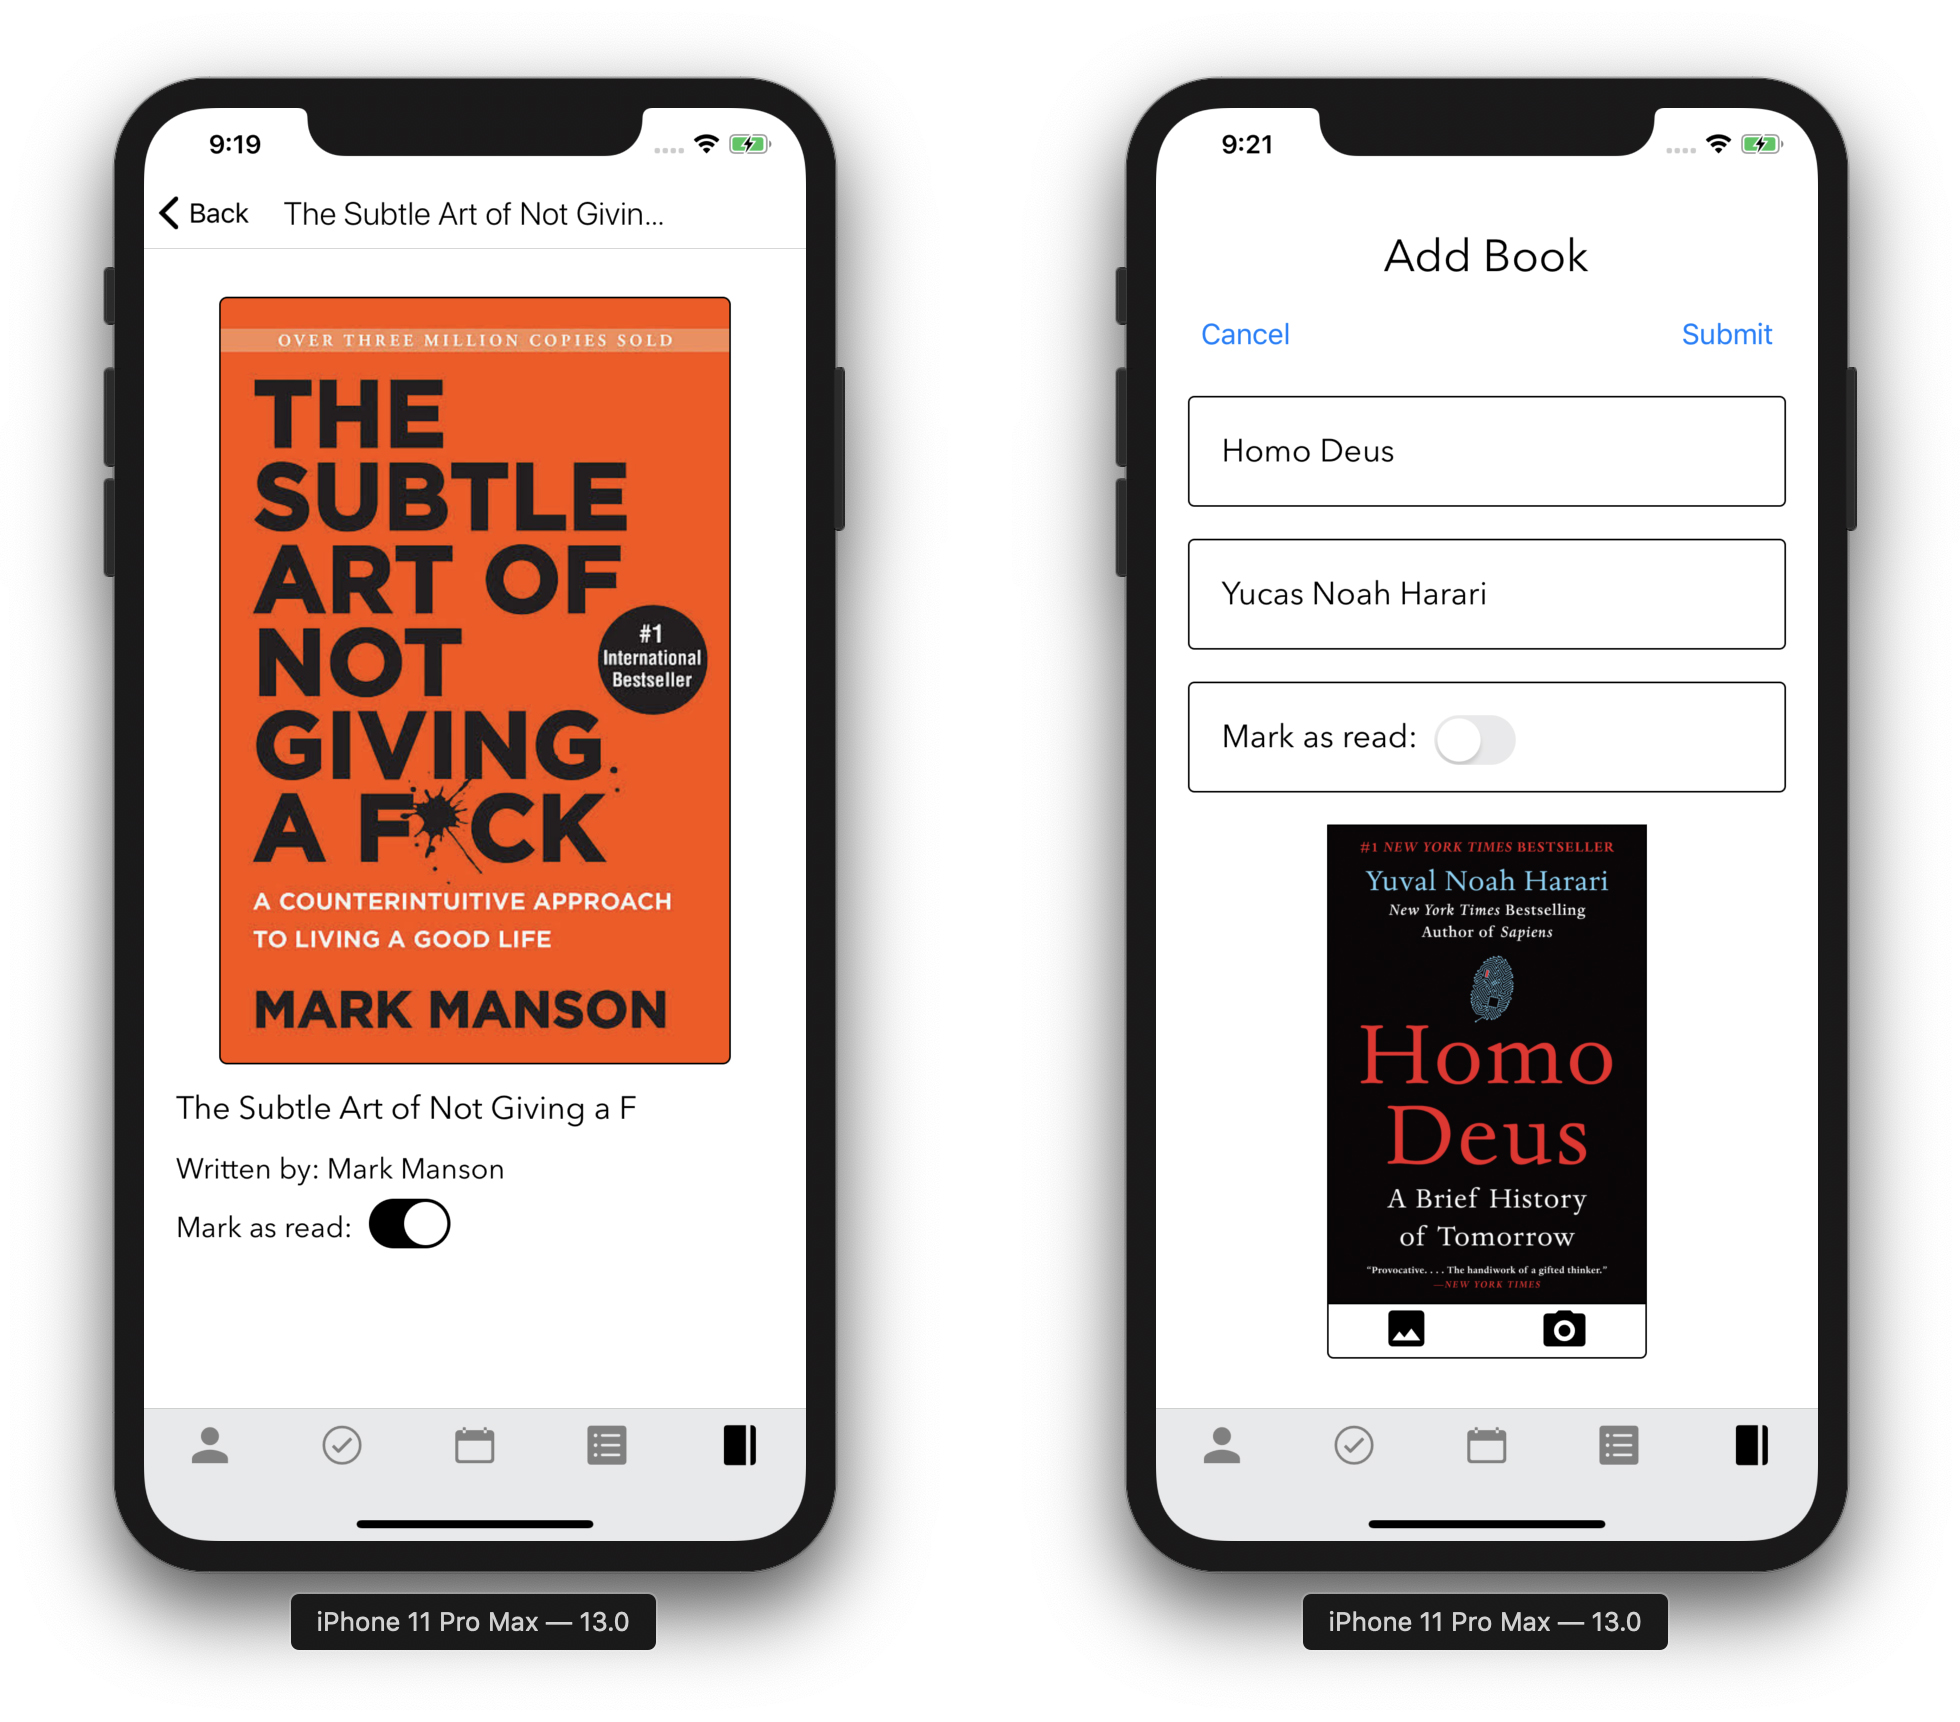 9:19
Back
The Subtle Art of Not Givin...
OVER THREE MILLION COPIES SOLD
THE
SUBTLE
ART OF
NOT
GIVING
A F*CK
#1
International
Bestseller
A COUNTERINTUITIVE APPROACH
TO LIVING A GOOD LIFE
MARK MANSON
The Subtle Art of Not Giving a F
Written by: Mark Manson
Mark as read:
iPhone 11 Pro Max — 13.0
9:21
Add Book
Cancel
Submit
Homo Deus
Yucas Noah Harari
Mark as read:
#1 NEW YORK TIMES BESTSELLER
Yuval Noah Harari
New York Times Bestselling
Author of Sapiens
Homo
Deus
A Brief History
of Tomorrow
“Provocative. . . . The handiwork of a gifted thinker.”
—NEW YORK TIMES
iPhone 11 Pro Max — 13.0